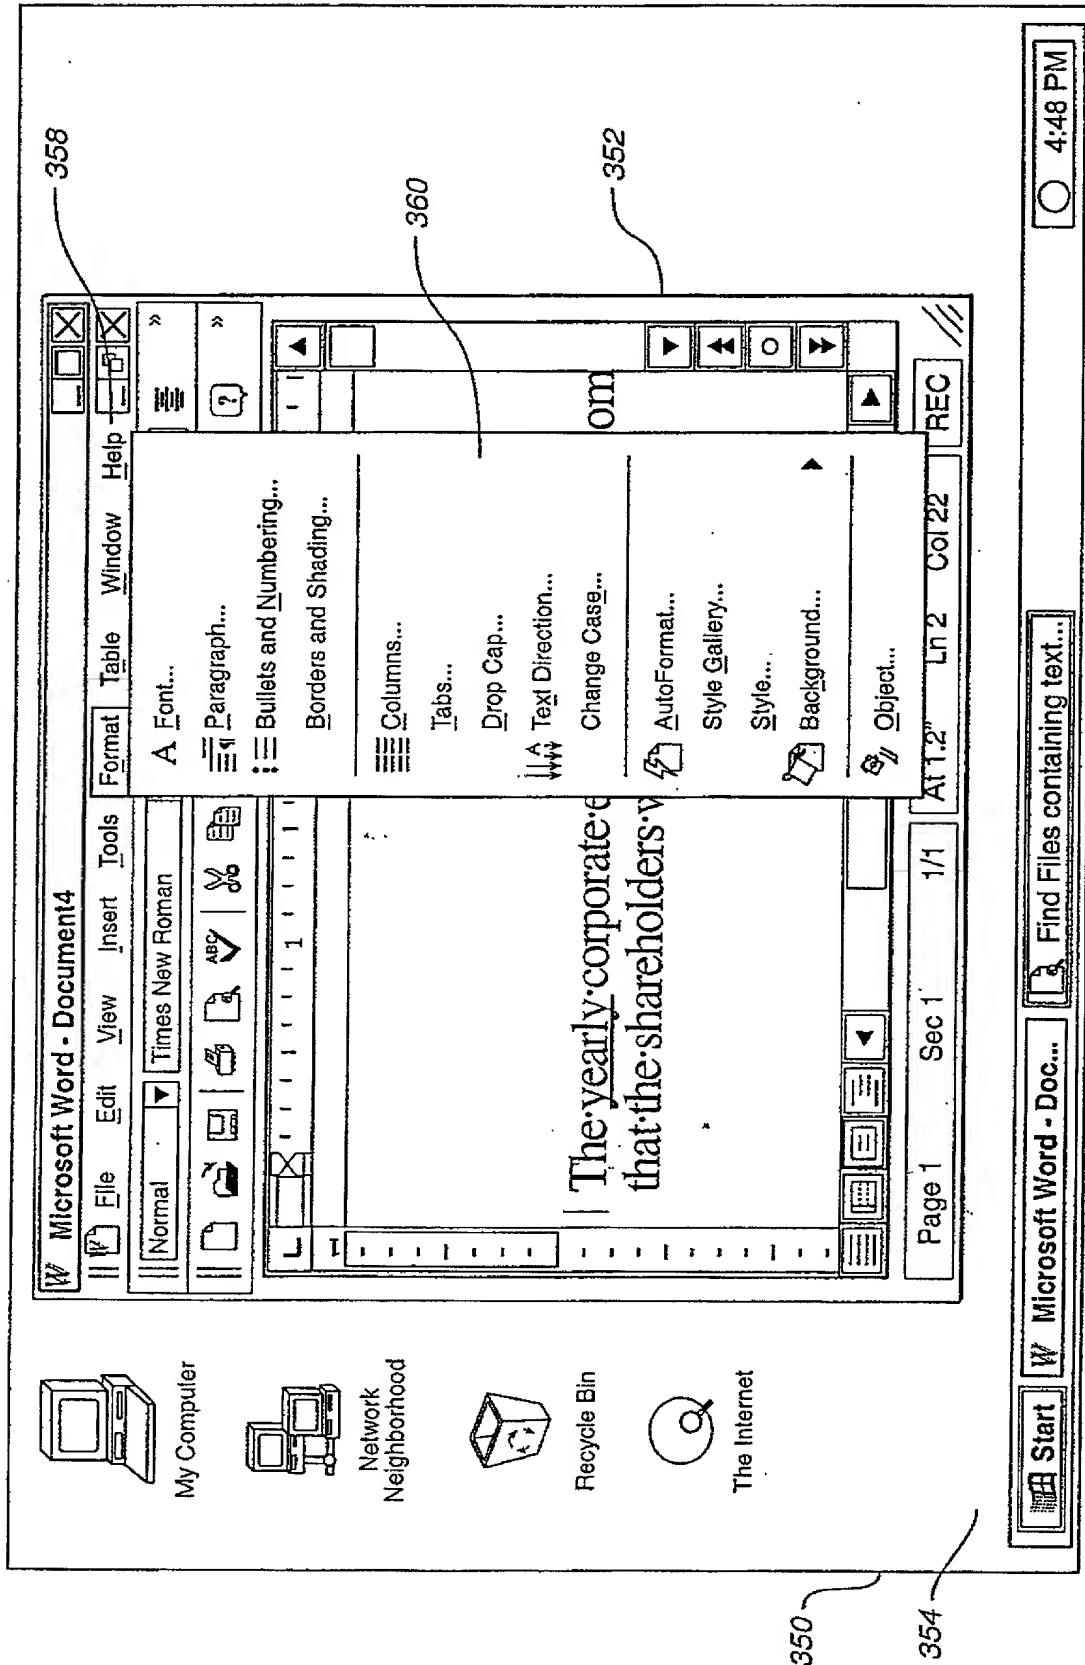 W Microsoft Word - Document4
File Edit View Insert Tools Format Table Window Help
Normal Times New Roman
ABC
?
1
The·yearly·corporate·e
om
that·the·shareholders·w
A Font...
Paragraph...
Bullets and Numbering...
Borders and Shading...
Columns...
Tabs...
Drop Cap...
Text Direction...
Change Case...
AutoFormat...
Style Gallery...
Style...
Background...
Object...
Page 1 Sec 1 1/1 At 1.2" Ln 2 Col 22 REC
My Computer
Network
Neighborhood
Recycle Bin
The Internet
Start W Microsoft Word - Doc... Find Files containing text... 4:48 PM
358
360
352
350
354